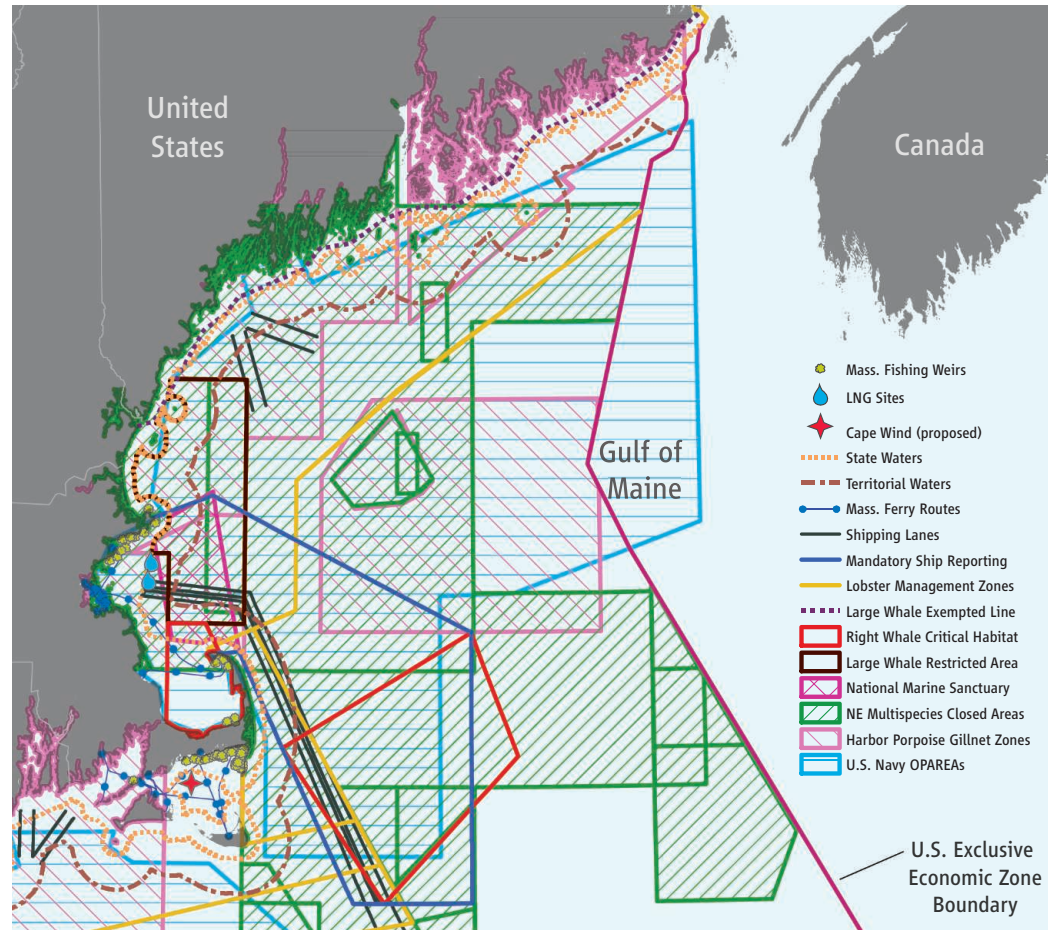 United
States
Canada
Gulf of
Maine
Mass. Fishing Weirs
LNG Sites
Cape Wind (proposed)
State Waters
Territorial Waters
Mass. Ferry Routes
Shipping Lanes
Mandatory Ship Reporting
Lobster Management Zones
Large Whale Exempted Line
Right Whale Critical Habitat
Large Whale Restricted Area
National Marine Sanctuary
NE Multispecies Closed Areas
Harbor Porpoise Gillnet Zones
U.S. Navy OPAREAs
U.S. Exclusive
Economic Zone
Boundary